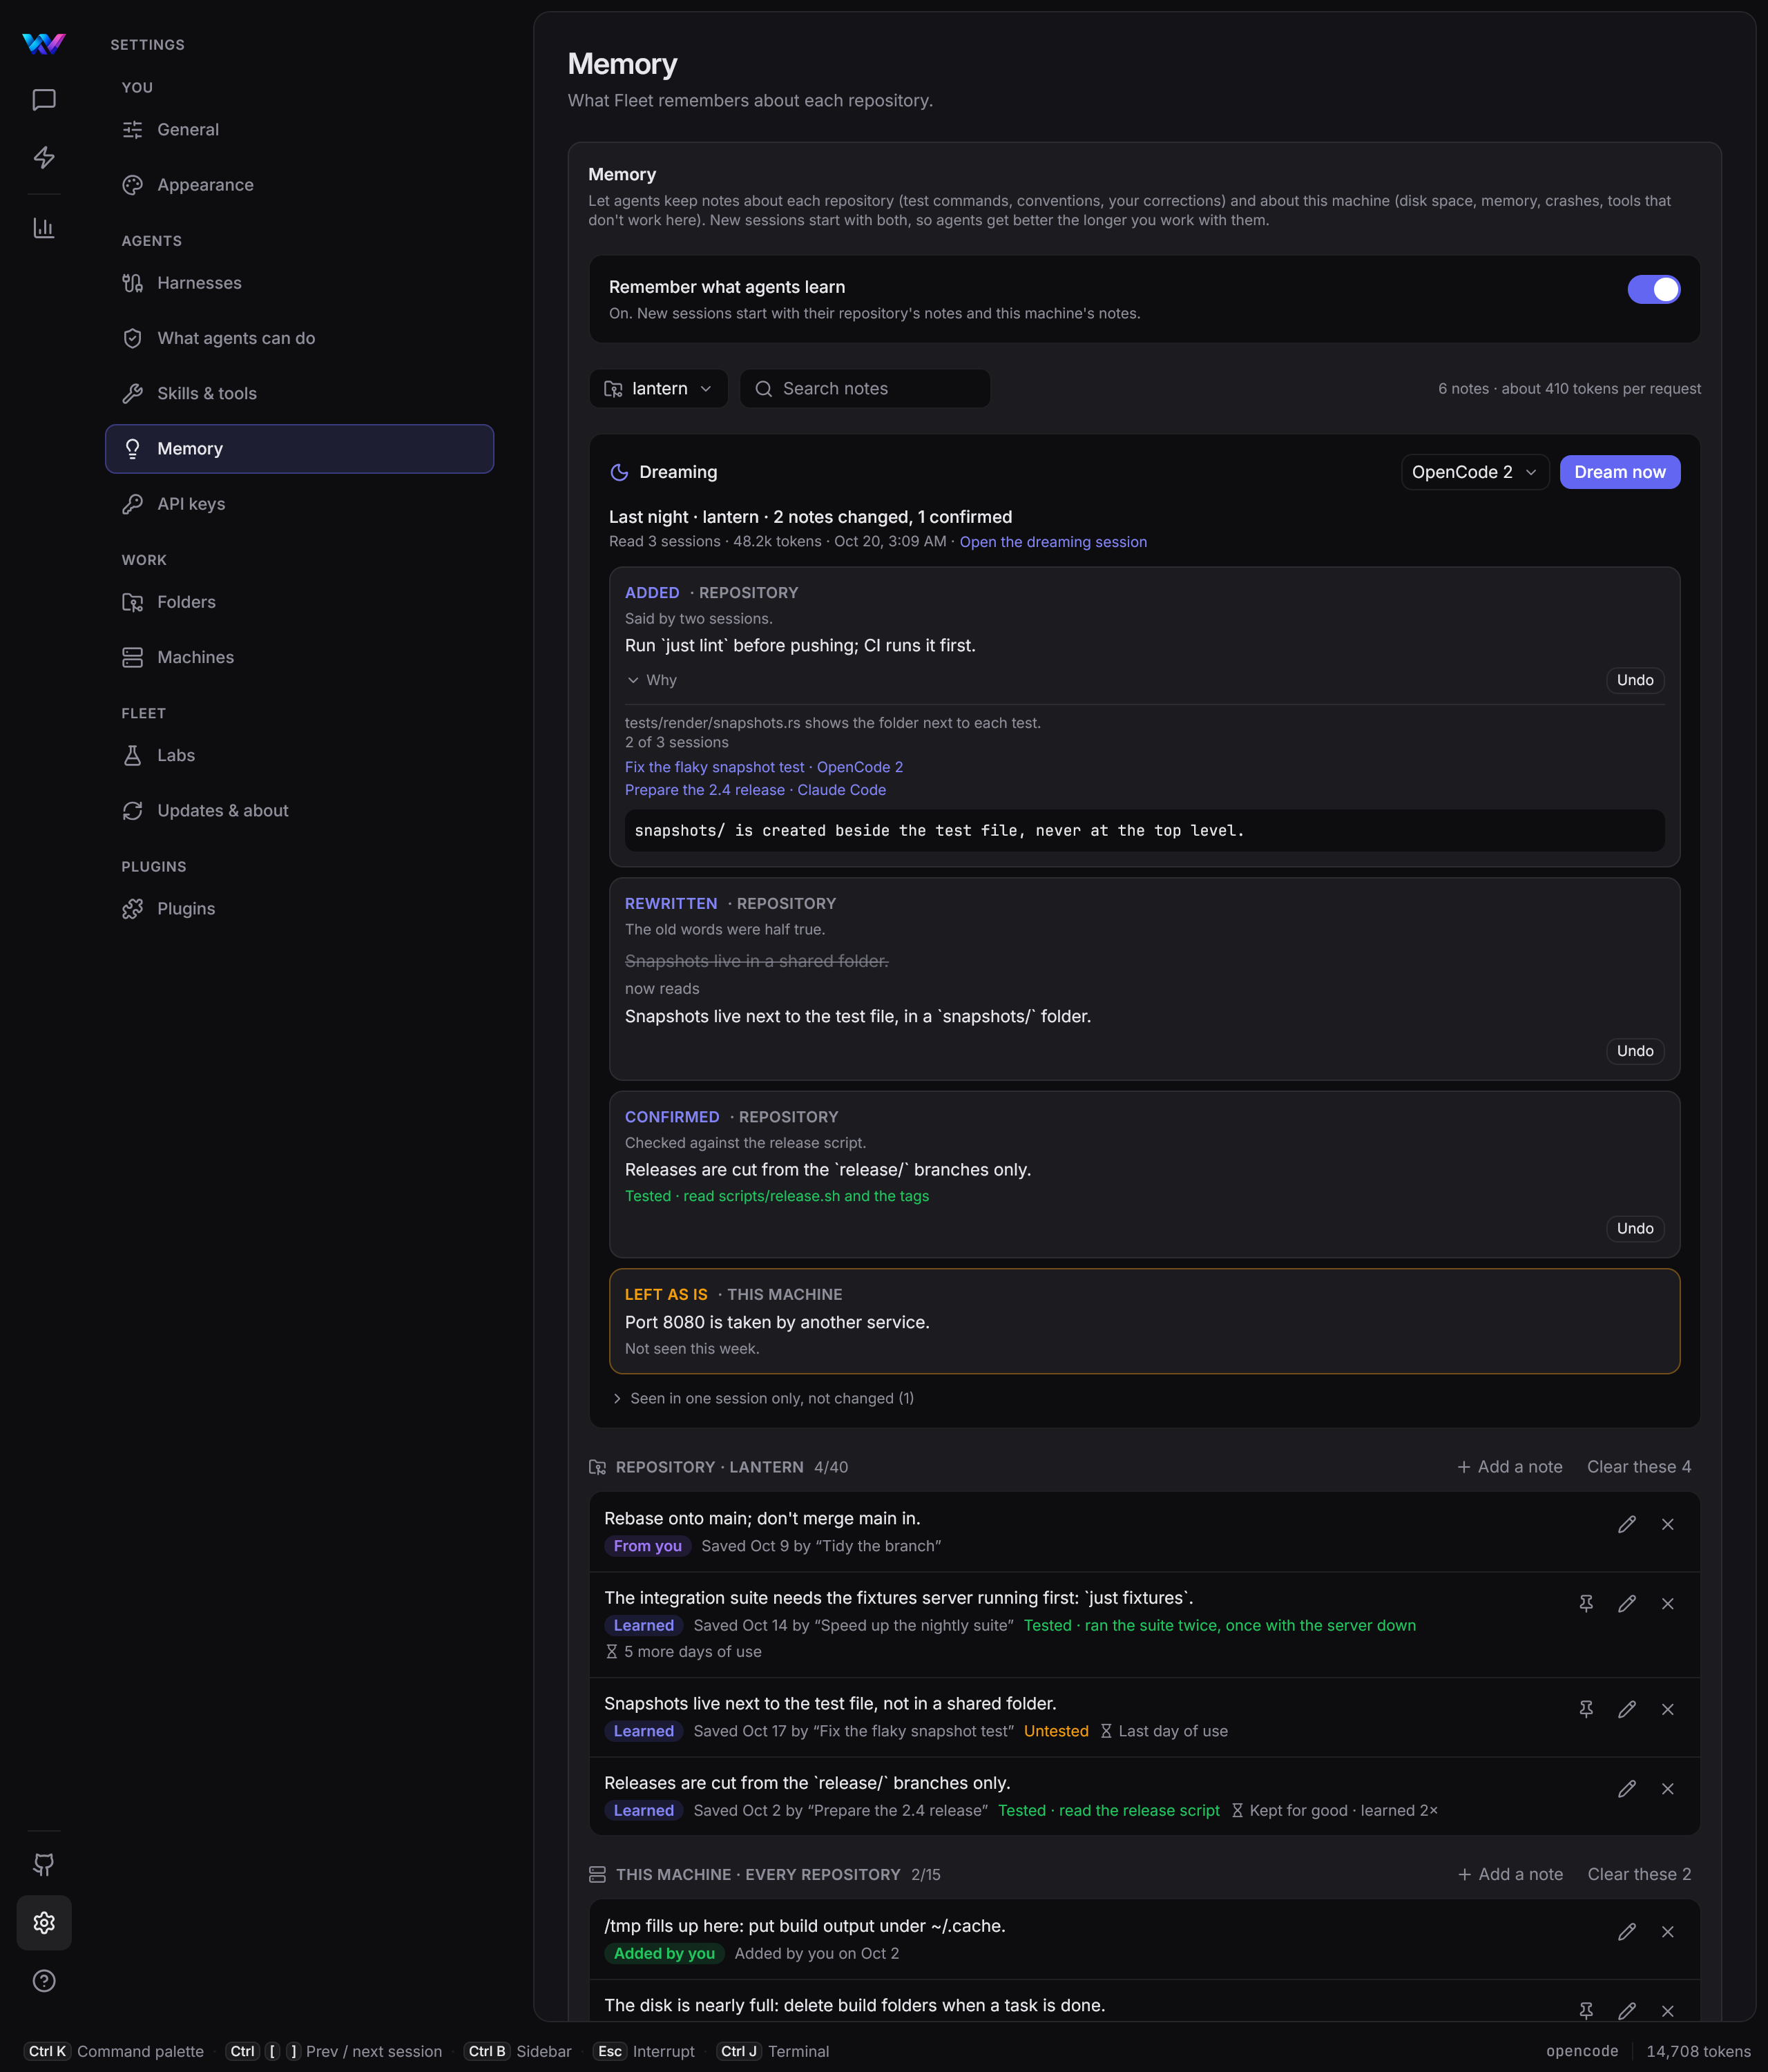 SETTINGS
YOU
General
Appearance
AGENTS
Harnesses
What agents can do
Skills & tools
Memory
API keys
WORK
Folders
Machines
FLEET
Labs
Updates & about
PLUGINS
Plugins
Memory
What Fleet remembers about each repository.
Memory
Let agents keep notes about each repository (test commands, conventions, your corrections) and about this machine (disk space, memory, crashes, tools that
don't work here). New sessions start with both, so agents get better the longer you work with them.
Remember what agents learn
On. New sessions start with their repository's notes and this machine's notes.
lantern
Search notes
6 notes · about 410 tokens per request
Dreaming
OpenCode 2
Dream now
Last night · lantern · 2 notes changed, 1 confirmed
Read 3 sessions · 48.2k tokens · Oct 20, 3:09 AM · Open the dreaming session
ADDED · REPOSITORY
Said by two sessions.
Run `just lint` before pushing; CI runs it first.
Why
Undo
tests/render/snapshots.rs shows the folder next to each test.
2 of 3 sessions
Fix the flaky snapshot test · OpenCode 2
Prepare the 2.4 release · Claude Code
snapshots/ is created beside the test file, never at the top level.
REWRITTEN · REPOSITORY
The old words were half true.
Snapshots live in a shared folder.
now reads
Snapshots live next to the test file, in a `snapshots/` folder.
Undo
CONFIRMED · REPOSITORY
Checked against the release script.
Releases are cut from the `release/` branches only.
Tested · read scripts/release.sh and the tags
Undo
LEFT AS IS · THIS MACHINE
Port 8080 is taken by another service.
Not seen this week.
Seen in one session only, not changed (1)
REPOSITORY · LANTERN 4/40
Add a note
Clear these 4
Rebase onto main; don't merge main in.
From you Saved Oct 9 by “Tidy the branch”
The integration suite needs the fixtures server running first: `just fixtures`.
Learned Saved Oct 14 by “Speed up the nightly suite” Tested · ran the suite twice, once with the server down
5 more days of use
Snapshots live next to the test file, not in a shared folder.
Learned Saved Oct 17 by “Fix the flaky snapshot test” Untested Last day of use
Releases are cut from the `release/` branches only.
Learned Saved Oct 2 by “Prepare the 2.4 release” Tested · read the release script Kept for good · learned 2×
THIS MACHINE · EVERY REPOSITORY 2/15
Add a note
Clear these 2
/tmp fills up here: put build output under ~/.cache.
Added by you Added by you on Oct 2
The disk is nearly full: delete build folders when a task is done.
Ctrl K Command palette · Ctrl [ ] Prev / next session · Ctrl B Sidebar · Esc Interrupt · Ctrl J Terminal
opencode
14,708 tokens